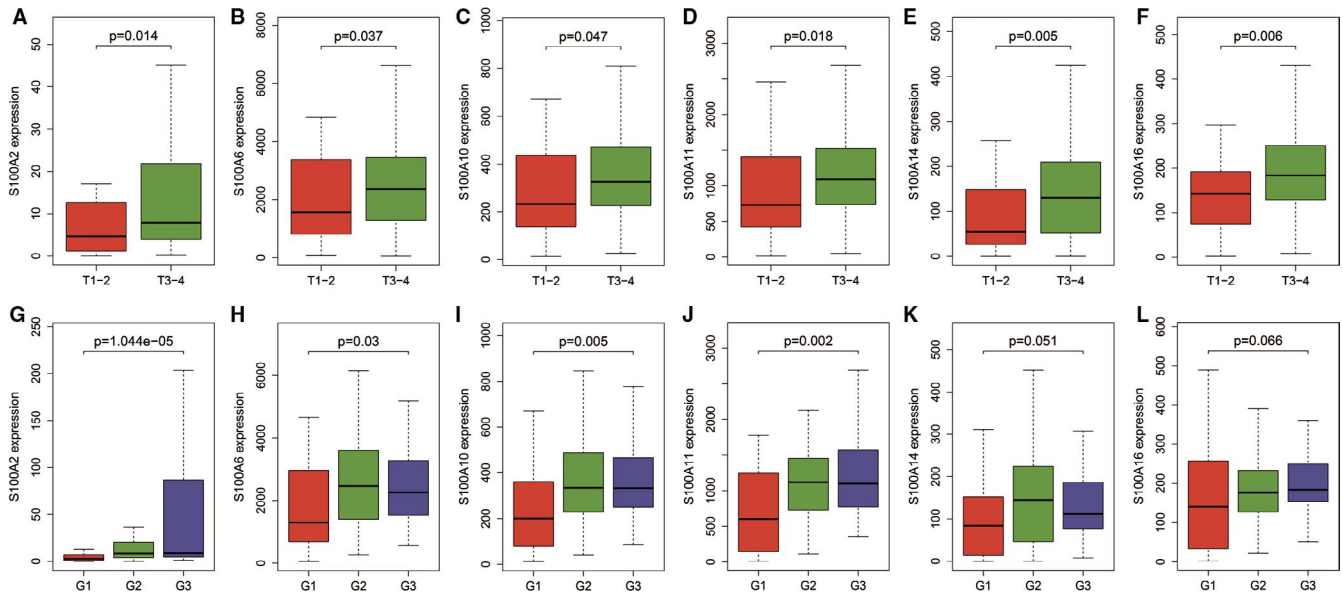 A
S100A2 expression
0 10 20 30 40 50
p=0.014
T1−2 T3−4
B
S100A6 expression
0 2000 4000 6000 8000
p=0.037
T1−2 T3−4
C
S100A10 expression
0 200 400 600 800 1000
p=0.047
T1−2 T3−4
D
S100A11 expression
0 500 1000 2000 3000
p=0.018
T1−2 T3−4
E
S100A14 expression
0 100 200 300 400 500
p=0.005
T1−2 T3−4
F
S100A16 expression
0 100 200 300 400 500
p=0.006
T1−2 T3−4
G
S100A2 expression
0 50 100 150 200 250
p=1.044e−05
G1 G2 G3
H
S100A6 expression
0 2000 4000 6000
p=0.03
G1 G2 G3
I
S100A10 expression
0 200 400 600 800 1000
p=0.005
G1 G2 G3
J
S100A11 expression
0 500 1000 2000 3000
p=0.002
G1 G2 G3
K
S100A14 expression
0 100 200 300 400 500
p=0.051
G1 G2 G3
L
S100A16 expression
0 100 200 300 400 500 600
p=0.066
G1 G2 G3